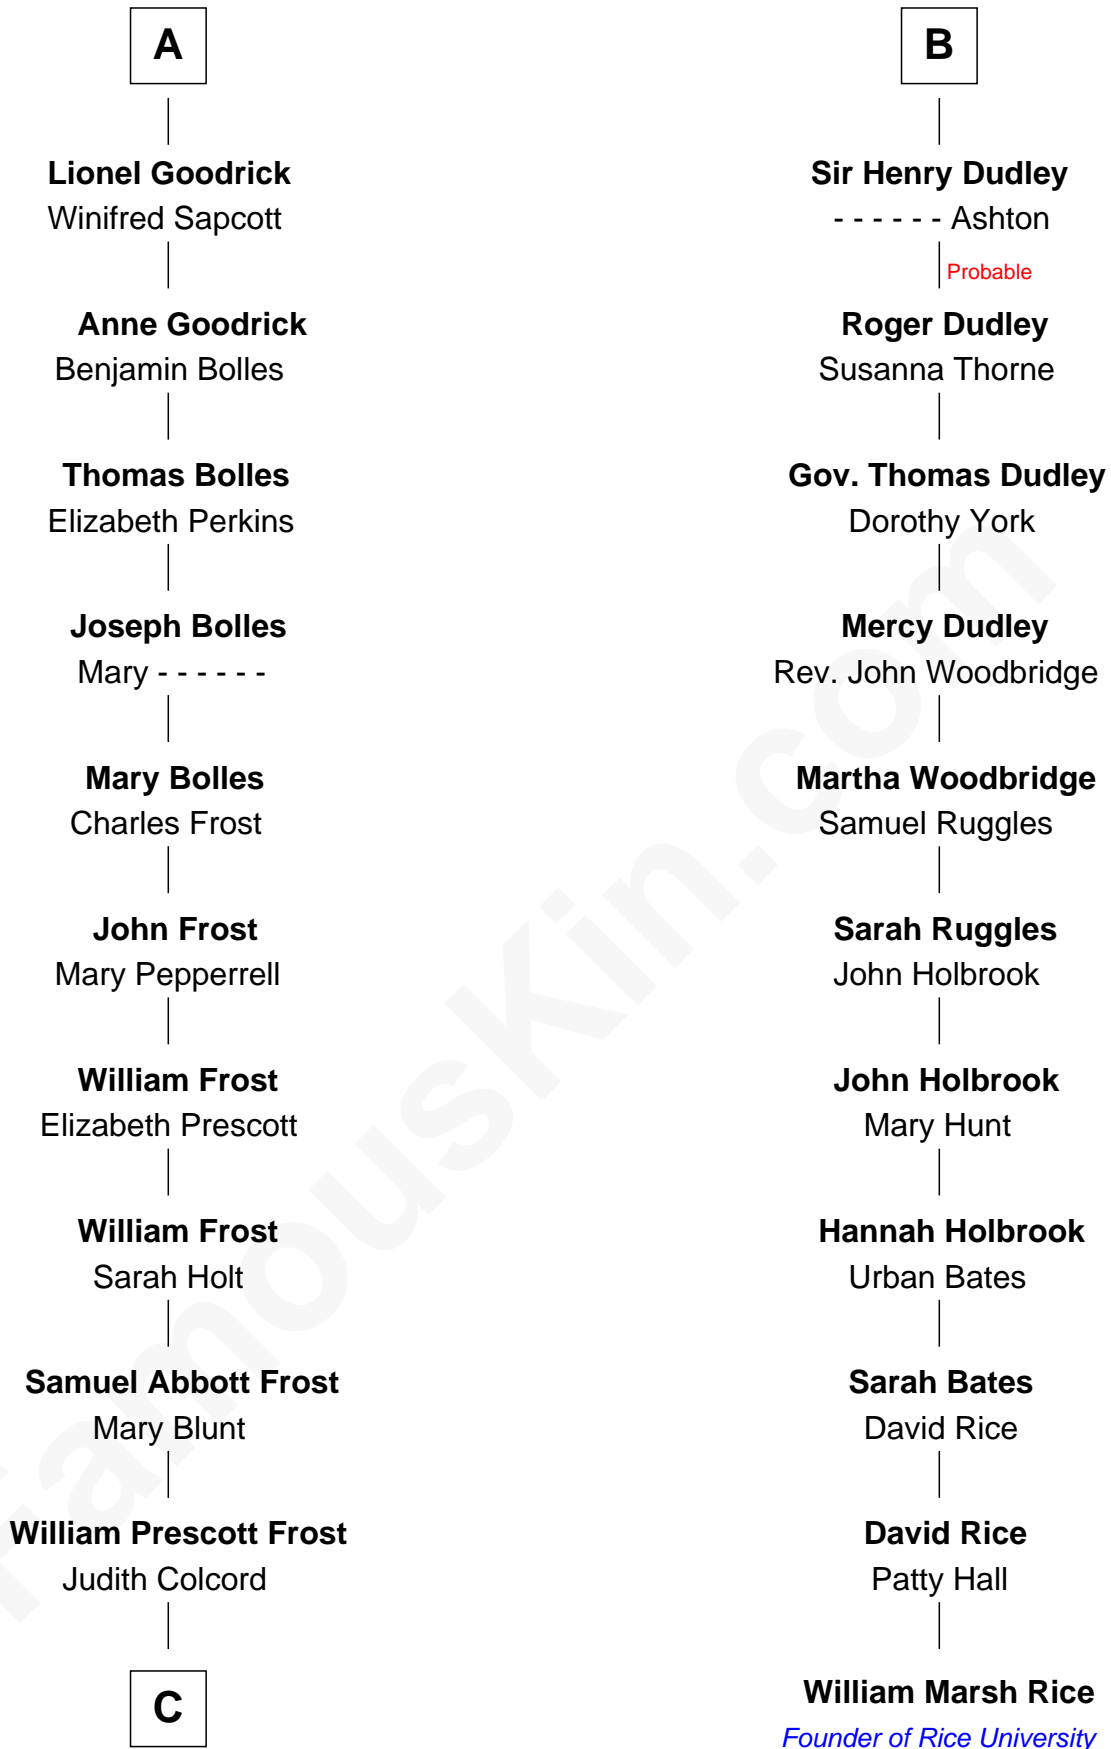 A
Lionel Goodrick
Winifred Sapcott
Anne Goodrick
Benjamin Bolles
Thomas Bolles
Elizabeth Perkins
Joseph Bolles
Mary - - - - - -
Mary Bolles
Charles Frost
John Frost
Mary Pepperrell
William Frost
Elizabeth Prescott
William Frost
Sarah Holt
Samuel Abbott Frost
Mary Blunt
William Prescott Frost
Judith Colcord
C
B
Sir Henry Dudley
- - - - - - Ashton
Probable
Roger Dudley
Susanna Thorne
Gov. Thomas Dudley
Dorothy York
Mercy Dudley
Rev. John Woodbridge
Martha Woodbridge
Samuel Ruggles
Sarah Ruggles
John Holbrook
John Holbrook
Mary Hunt
Hannah Holbrook
Urban Bates
Sarah Bates
David Rice
David Rice
Patty Hall
William Marsh Rice
Founder of Rice University
FamousKin.com